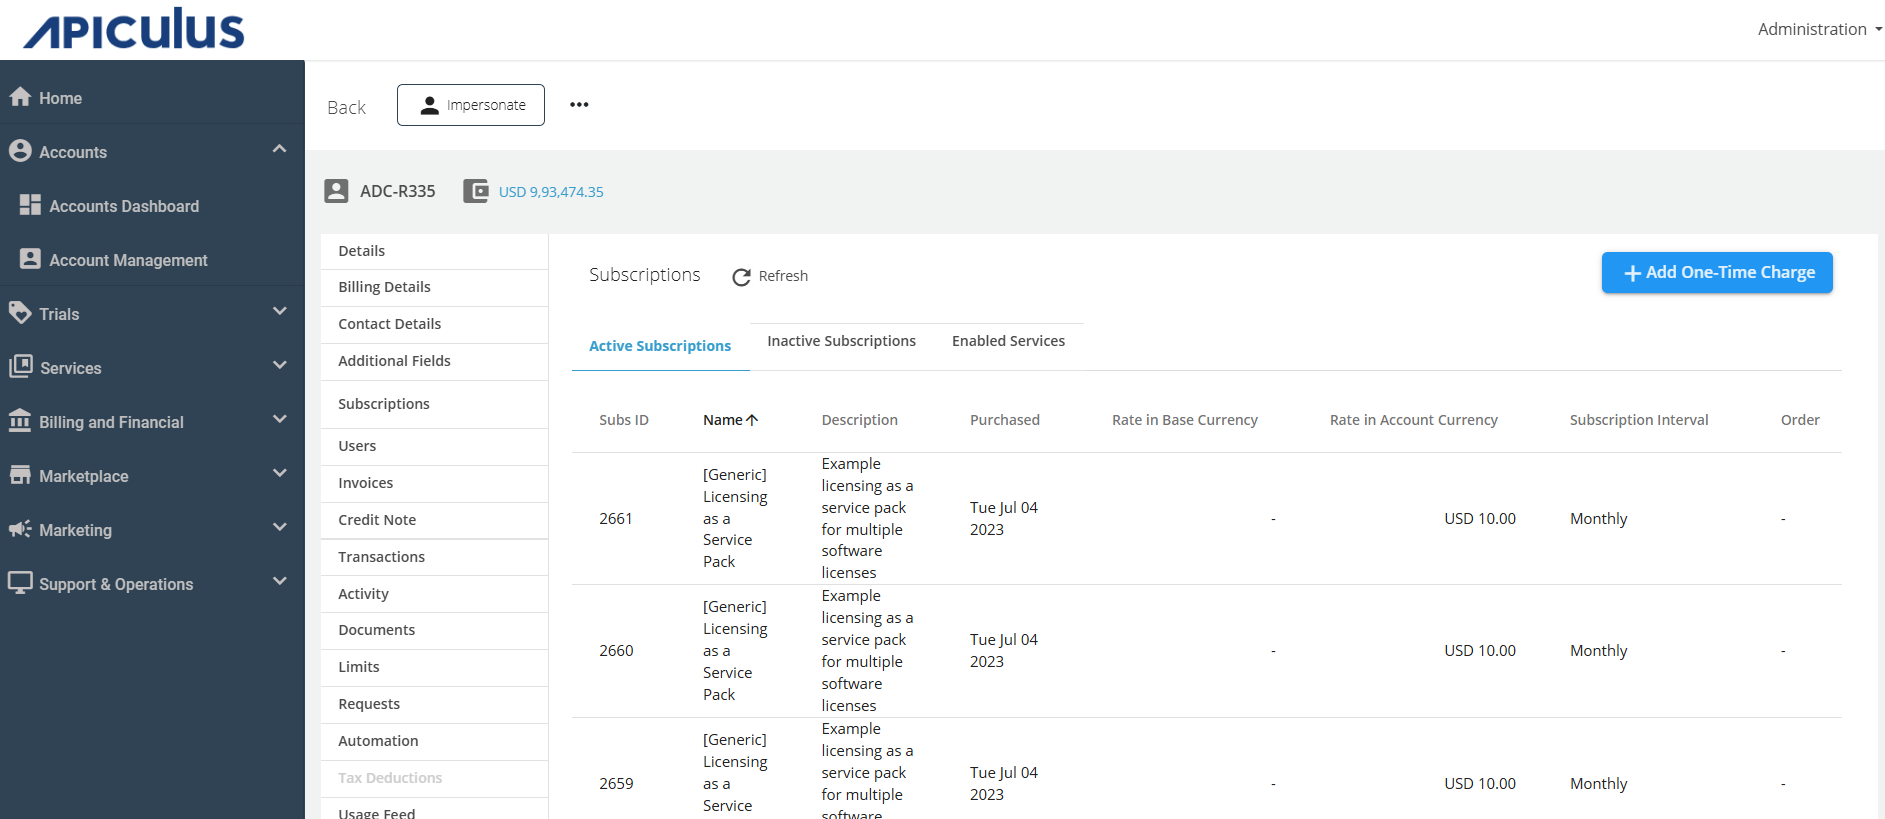 APICULUS
Administration
Home
Accounts
Accounts Dashboard
Account Management
Trials
Services
Billing and Financial
Marketplace
Marketing
Support & Operations
Back
Impersonate
ADC-R335
USD 9,93,474.35
Details
Billing Details
Contact Details
Additional Fields
Subscriptions
Users
Invoices
Credit Note
Transactions
Activity
Documents
Limits
Requests
Automation
Tax Deductions
Usage Feed
Subscriptions
Refresh
Add One-Time Charge
Active Subscriptions
Inactive Subscriptions
Enabled Services
Subs ID Name Description Purchased Rate in Base Currency Rate in Account Currency Subscription Interval Order
2661
[Generic]
Licensing
as a
Service
Pack
Example
licensing as a
service pack
for multiple
software
licenses
Tue Jul 04
2023
-
USD 10.00
Monthly
-
2660
[Generic]
Licensing
as a
Service
Pack
Example
licensing as a
service pack
for multiple
software
licenses
Tue Jul 04
2023
-
USD 10.00
Monthly
-
2659
[Generic]
Licensing
as a
Service
Example
licensing as a
service pack
for multiple
software
Tue Jul 04
2023
-
USD 10.00
Monthly
-